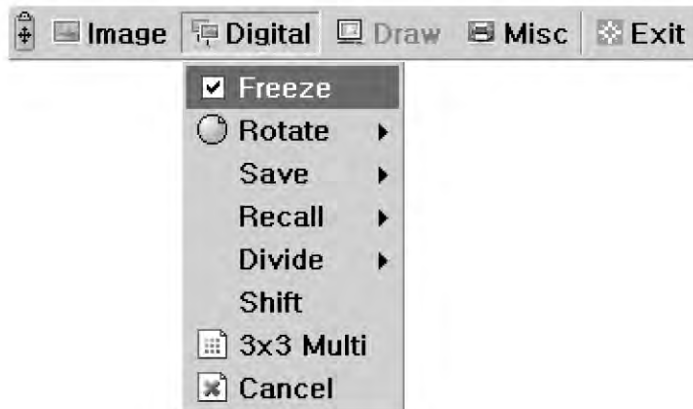 Image Digital Draw Misc Exit
Freeze
Rotate
Save
Recall
Divide
Shift
3x3 Multi
Cancel